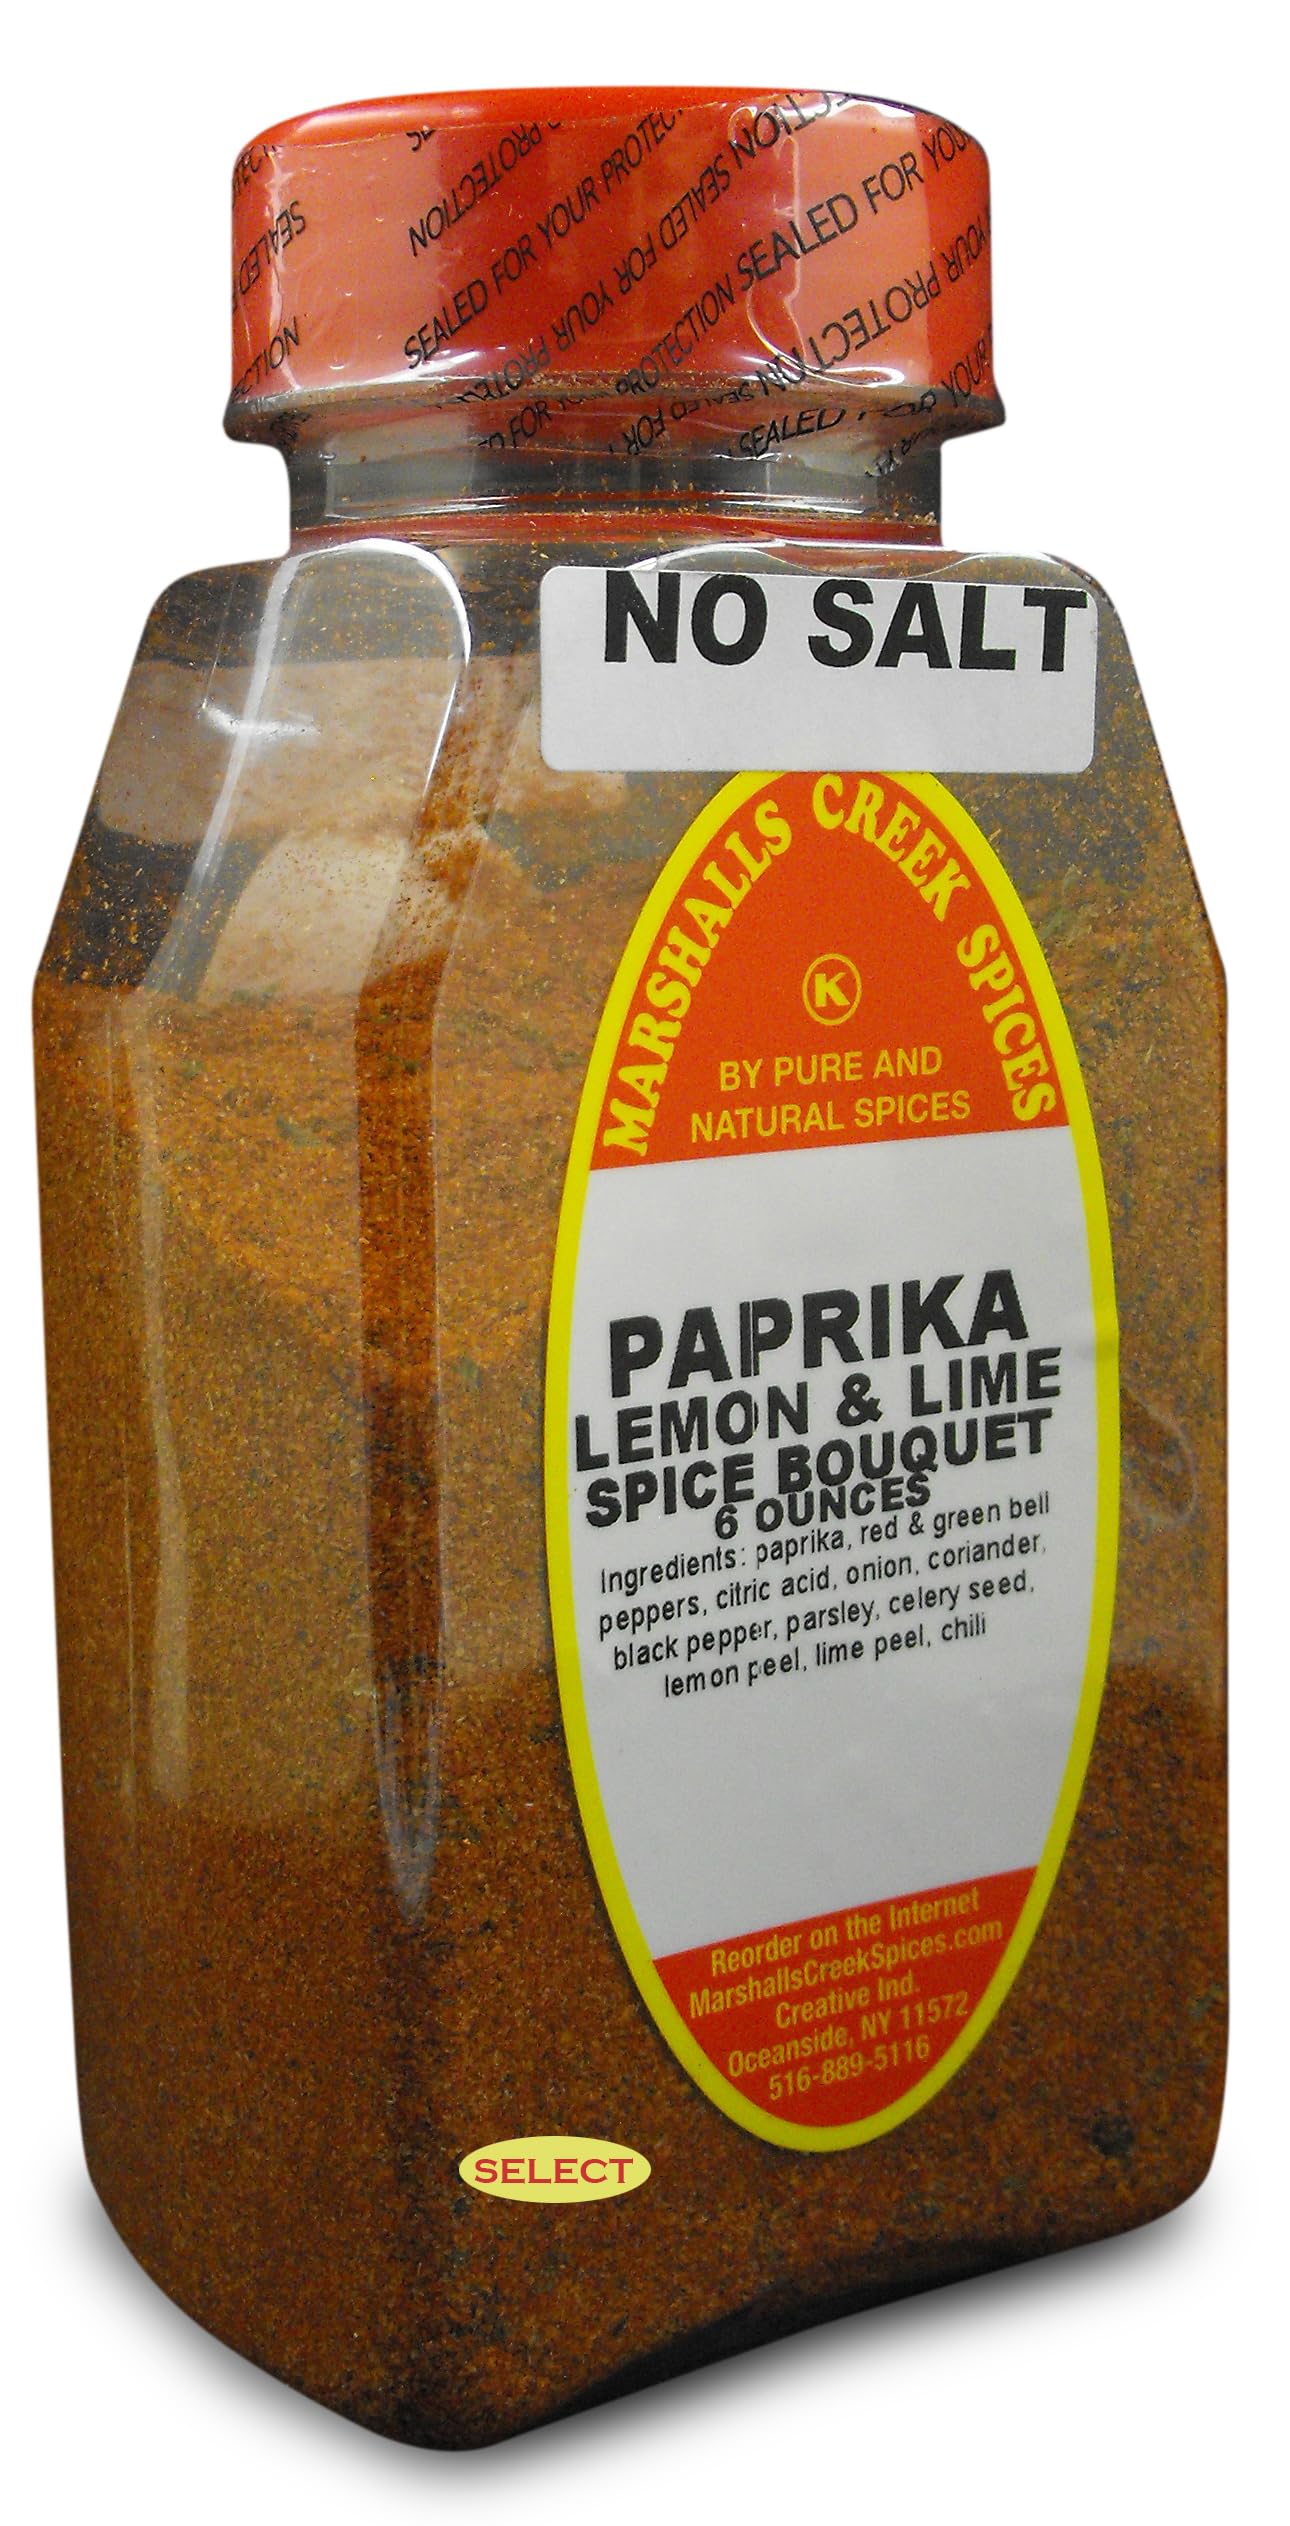 SEALED FOR YOUR PROTECTION
SEALED FOR YOUR PROTECTION
SEALED FOR YOUR
NO SALT
MARSHALLS CREEK SPICES
K
BY PURE AND
NATURAL SPICES
PAPRIKA
LEMON & LIME
SPICE BOUQUET
6 OUNCES
Ingredients: paprika, red & green bell
peppers, citric acid, onion, coriander,
black pepper, parsley, celery seed,
lemon peel, lime peel, chili
Reorder on the Internet
MarshallsCreekSpices.com
Creative Ind.
Oceanside, NY 11572
516-889-5116
SELECT